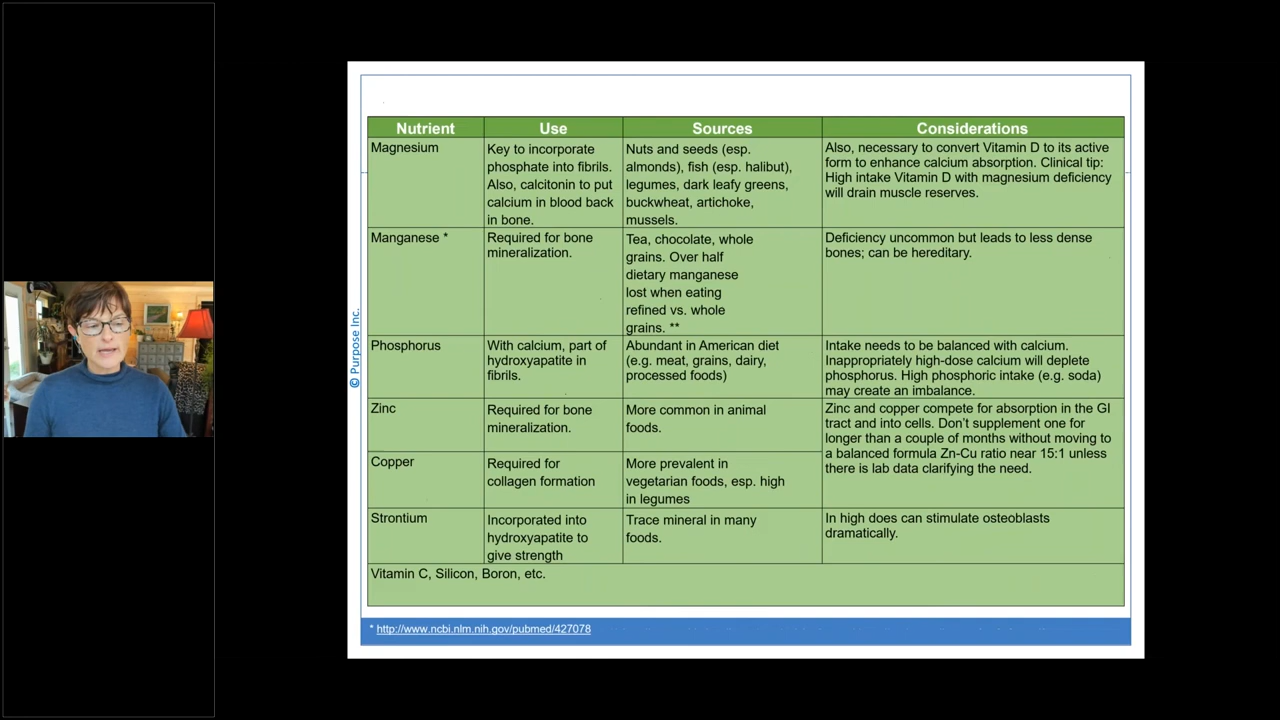 Nutrient Use Sources Considerations
Magnesium
Key to incorporate
phosphate into fibrils.
Also, calcitonin to put
calcium in blood back
in bone.
Nuts and seeds (esp.
almonds), fish (esp. halibut),
legumes, dark leafy greens,
buckwheat, artichoke,
mussels.
Also, necessary to convert Vitamin D to its active
form to enhance calcium absorption. Clinical tip:
High intake Vitamin D with magnesium deficiency
will drain muscle reserves.
Manganese *
Required for bone
mineralization.
Tea, chocolate, whole
grains. Over half
dietary manganese
lost when eating
refined vs. whole
grains. **
Deficiency uncommon but leads to less dense
bones; can be hereditary.
Phosphorus
With calcium, part of
hydroxyapatite in
fibrils.
Abundant in American diet
(e.g. meat, grains, dairy,
processed foods)
Intake needs to be balanced with calcium.
Inappropriately high-dose calcium will deplete
phosphorus. High phosphoric intake (e.g. soda)
may create an imbalance.
Zinc
Required for bone
mineralization.
More common in animal
foods.
Zinc and copper compete for absorption in the GI
tract and into cells. Don't supplement one for
longer than a couple of months without moving to
a balanced formula Zn-Cu ratio near 15:1 unless
there is lab data clarifying the need.
Copper
Required for
collagen formation
More prevalent in
vegetarian foods, esp. high
in legumes
Strontium
Incorporated into
hydroxyapatite to
give strength
Trace mineral in many
foods.
In high does can stimulate osteoblasts
dramatically.
Vitamin C, Silicon, Boron, etc.
* http://www.ncbi.nlm.nih.gov/pubmed/427078
© Purpose Inc.